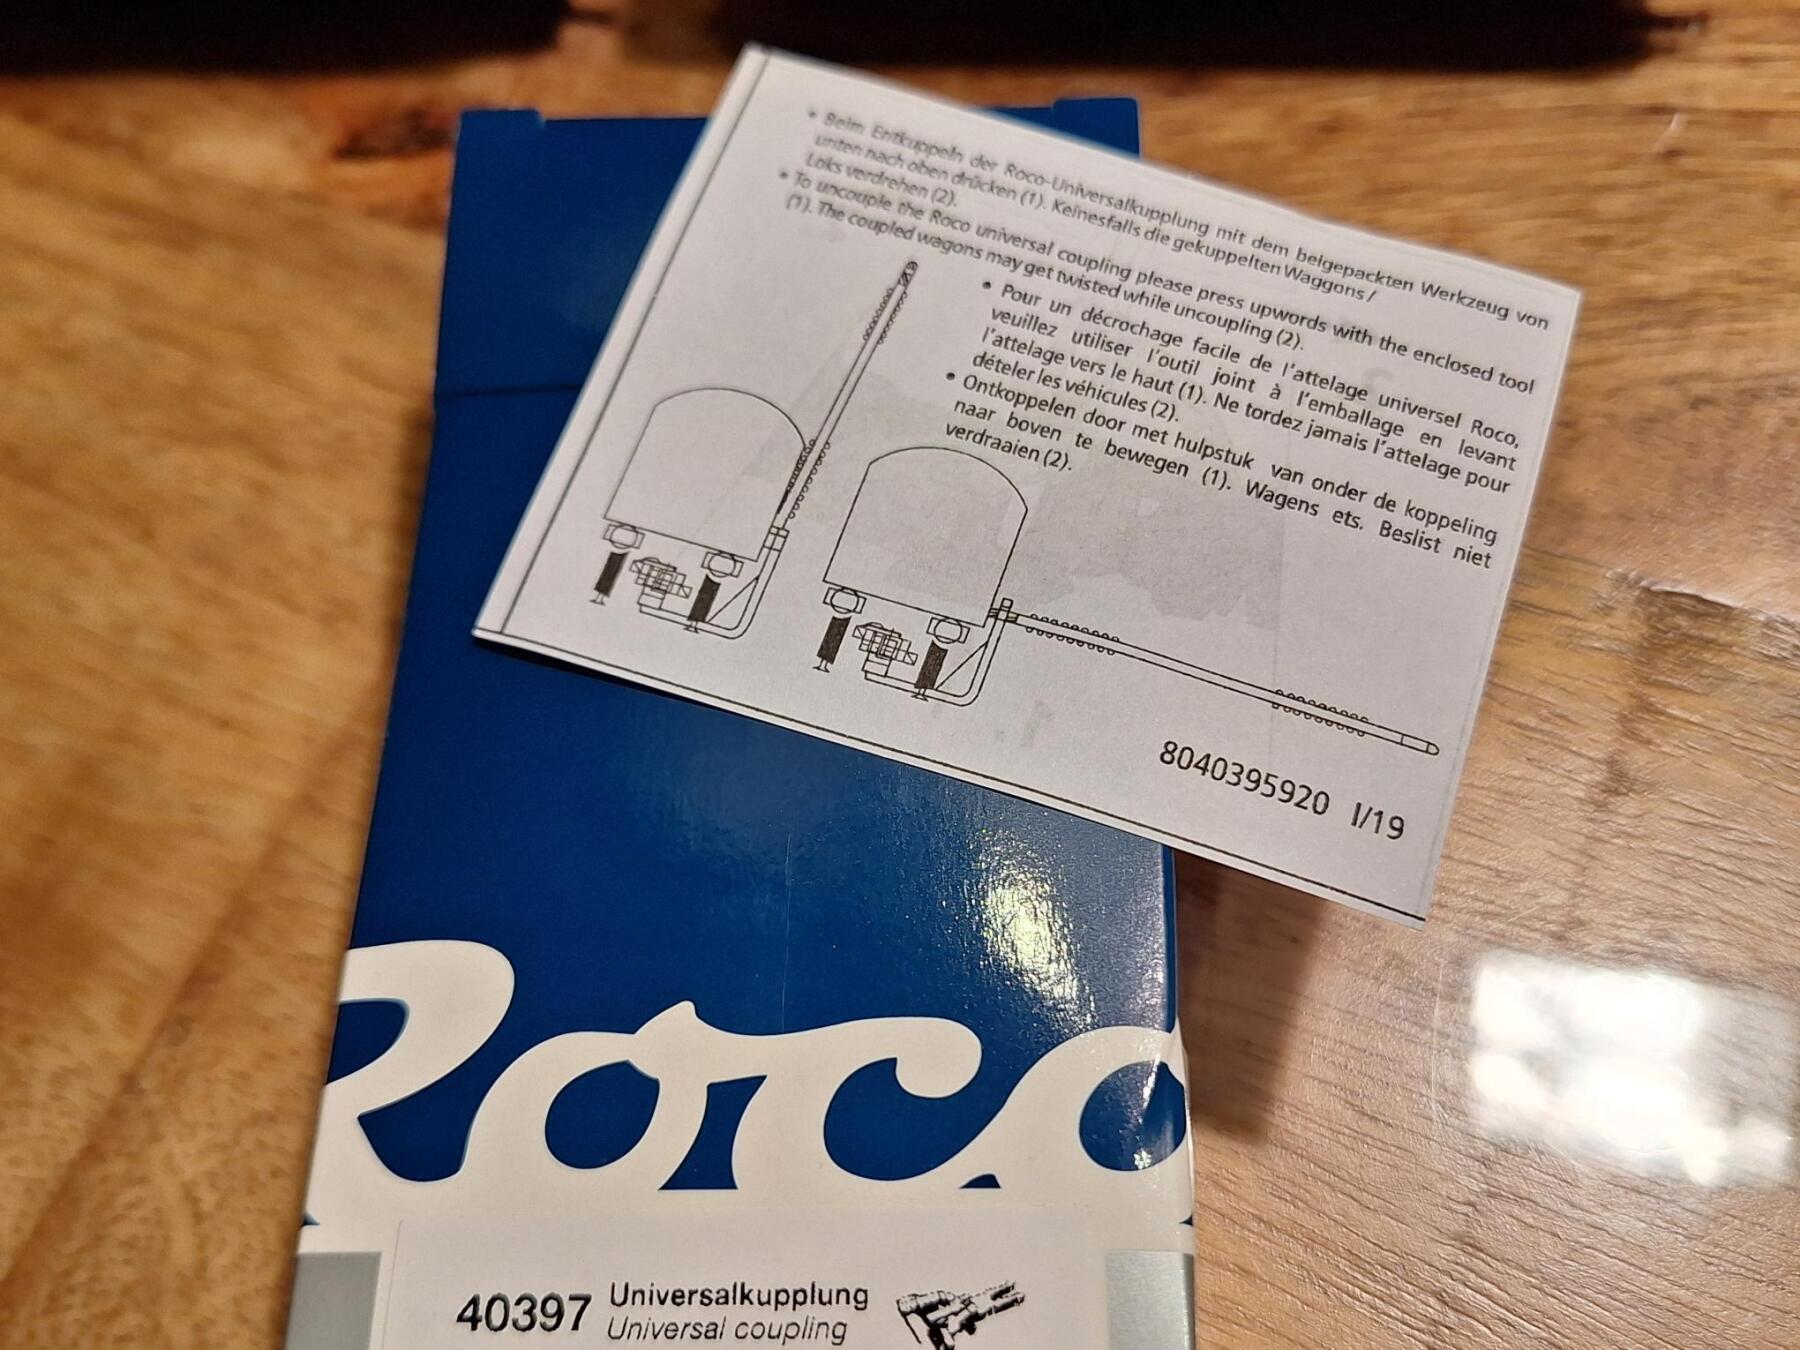 • Beim Entkuppeln der Roco-Universalkupplung mit dem beigepackten Werkzeug von
unten nach oben drücken (1). Keinesfalls die gekuppelten Waggons /
Loks verdrehen (2).
• To uncouple the Roco universal coupling please press upwords with the enclosed tool
(1). The coupled wagons may get twisted while uncoupling (2).
• Pour un décrochage facile de l'attelage universel Roco,
veuillez utiliser l'outil joint à l'emballage en levant
l'attelage vers le haut (1). Ne tordez jamais l'attelage pour
dételer les véhicules (2).
• Ontkoppelen door met hulpstuk van onder de koppeling
naar boven te bewegen (1). Wagens ets. Beslist niet
verdraaien (2).
8040395920 I/19
Roco
40397 Universalkupplung
Universal coupling